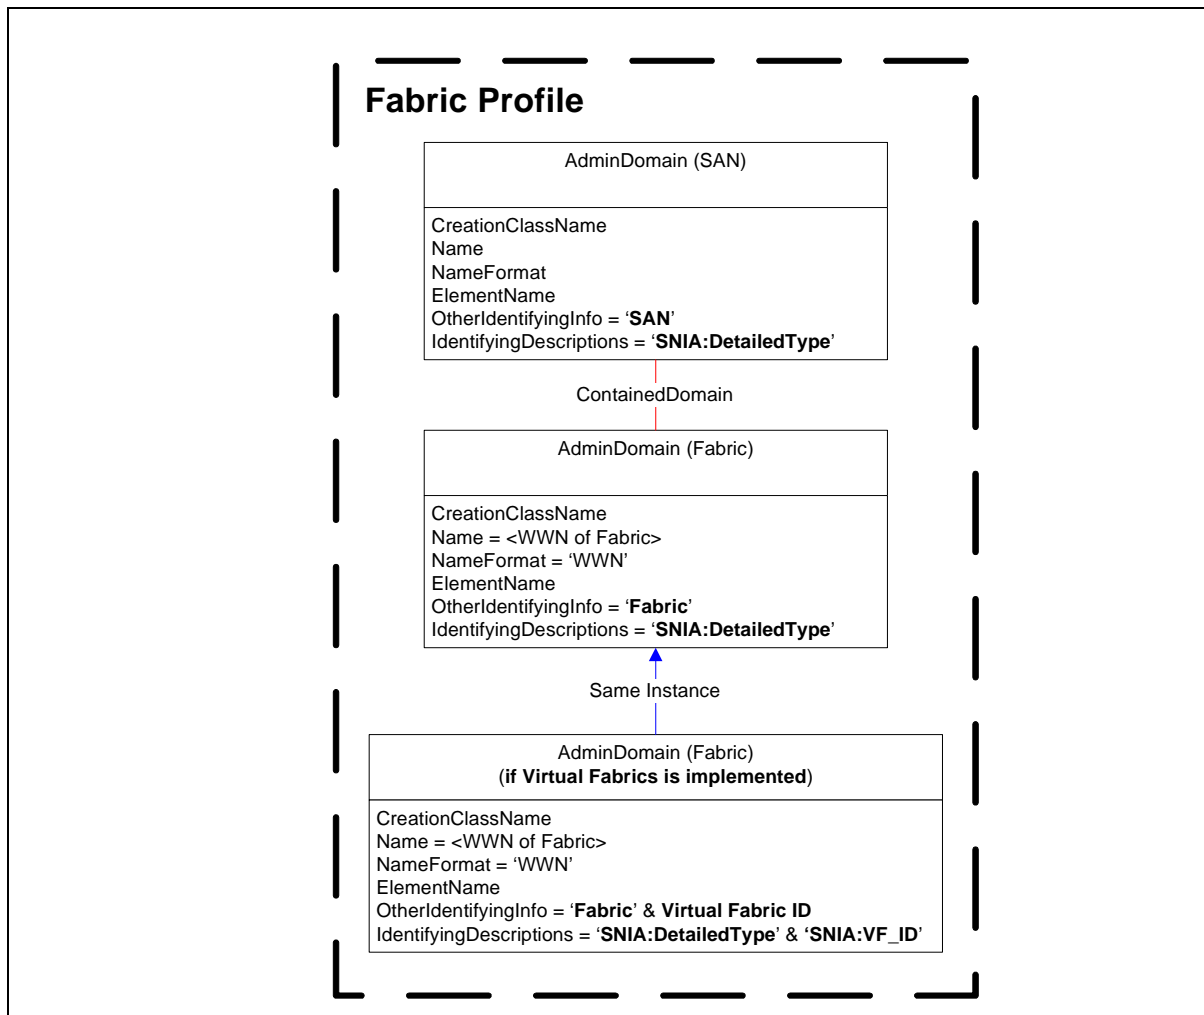 Fabric Profile
AdminDomain (SAN)
CreationClassName
Name
NameFormat
ElementName
OtherIdentifyingInfo = ‘SAN’
IdentifyingDescriptions = ‘SNIA:DetailedType’
ContainedDomain
AdminDomain (Fabric)
CreationClassName
Name = <WWN of Fabric>
NameFormat = ‘WWN’
ElementName
OtherIdentifyingInfo = ‘Fabric’
IdentifyingDescriptions = ‘SNIA:DetailedType’
Same Instance
AdminDomain (Fabric)
(if Virtual Fabrics is implemented)
CreationClassName
Name = <WWN of Fabric>
NameFormat = ‘WWN’
ElementName
OtherIdentifyingInfo = ‘Fabric’ & Virtual Fabric ID
IdentifyingDescriptions = ‘SNIA:DetailedType’ & ‘SNIA:VF_ID’